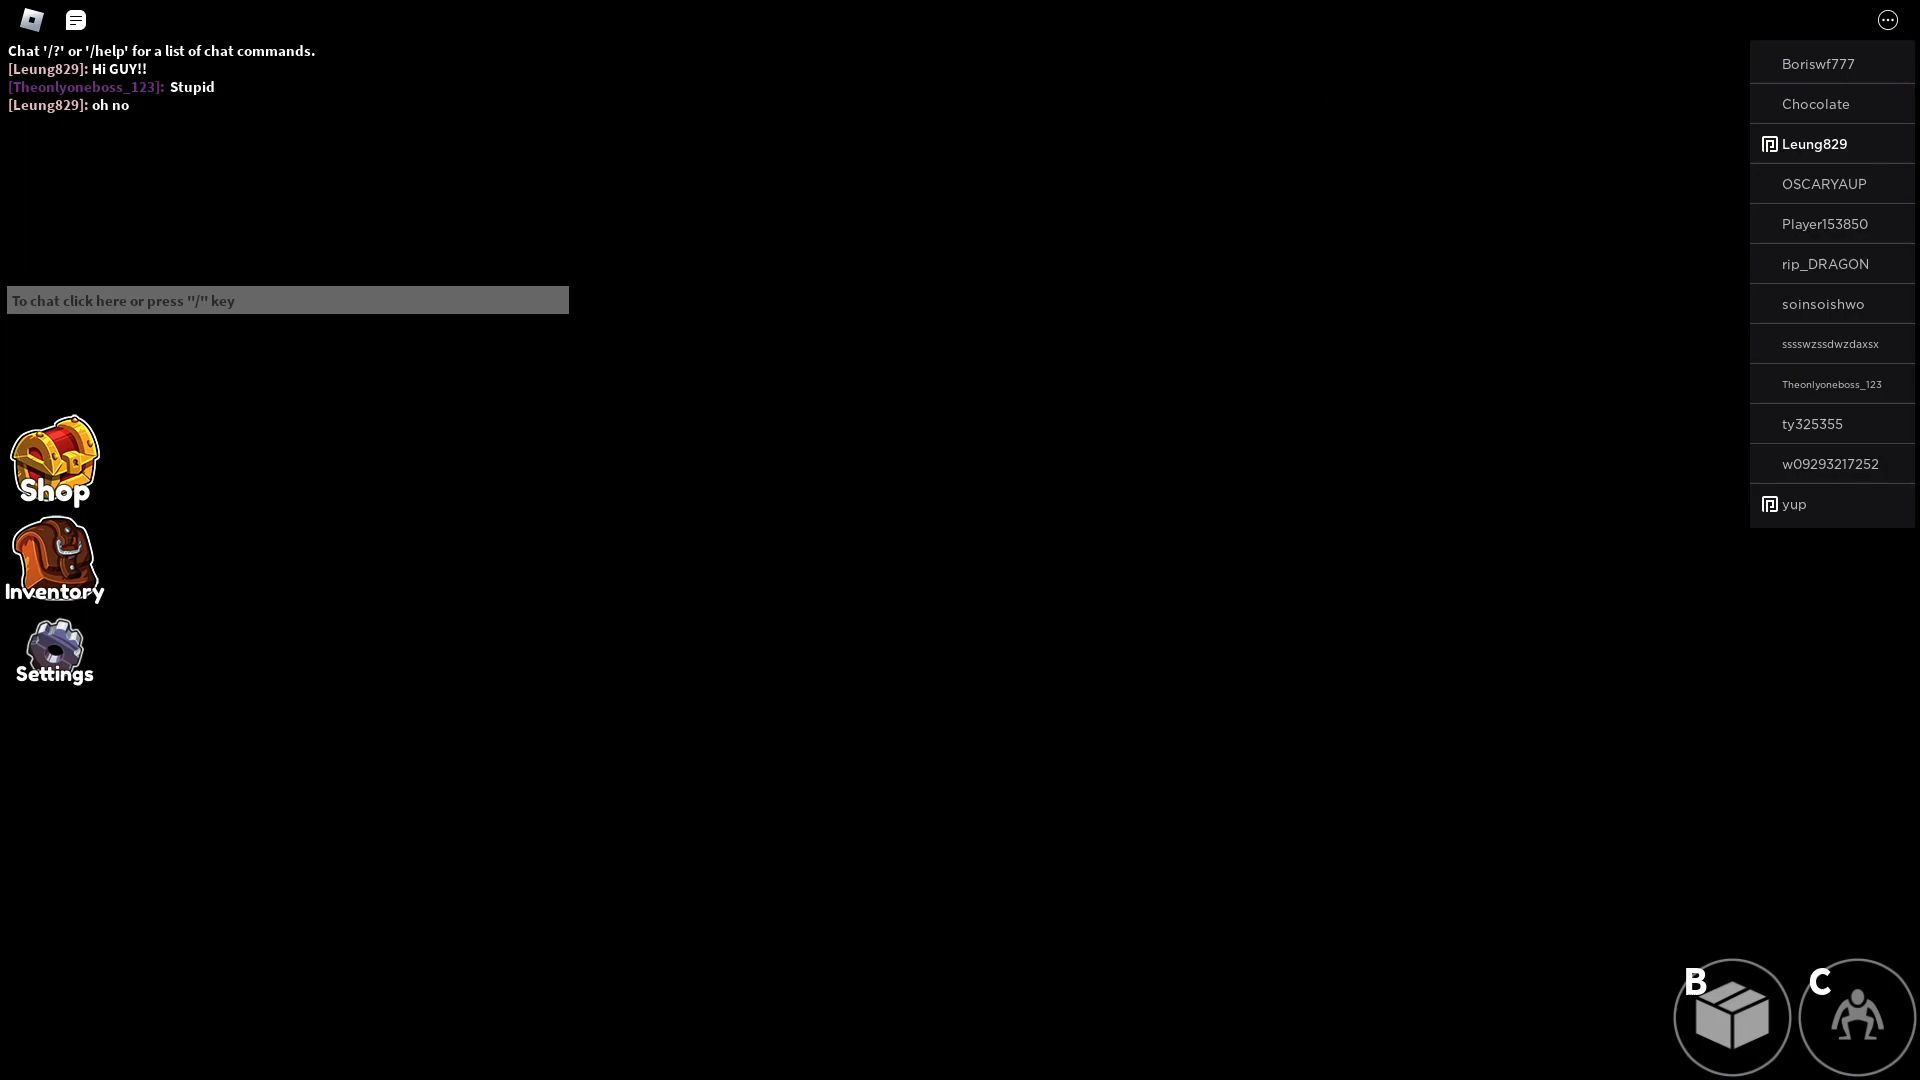 Chat '/?' or '/help' for a list of chat commands.
[Leung829]: Hi GUY!!
[Theonlyoneboss_123]: Stupid
[Leung829]: oh no
To chat click here or press "/" key
Shop
Inventory
Settings
Boriswf777
Chocolate
Leung829
OSCARYAUP
Player153850
rip_DRAGON
soinsoishwo
sssswzssdwzdaxsx
Theonlyoneboss_123
ty325355
w09293217252
yup
B
C